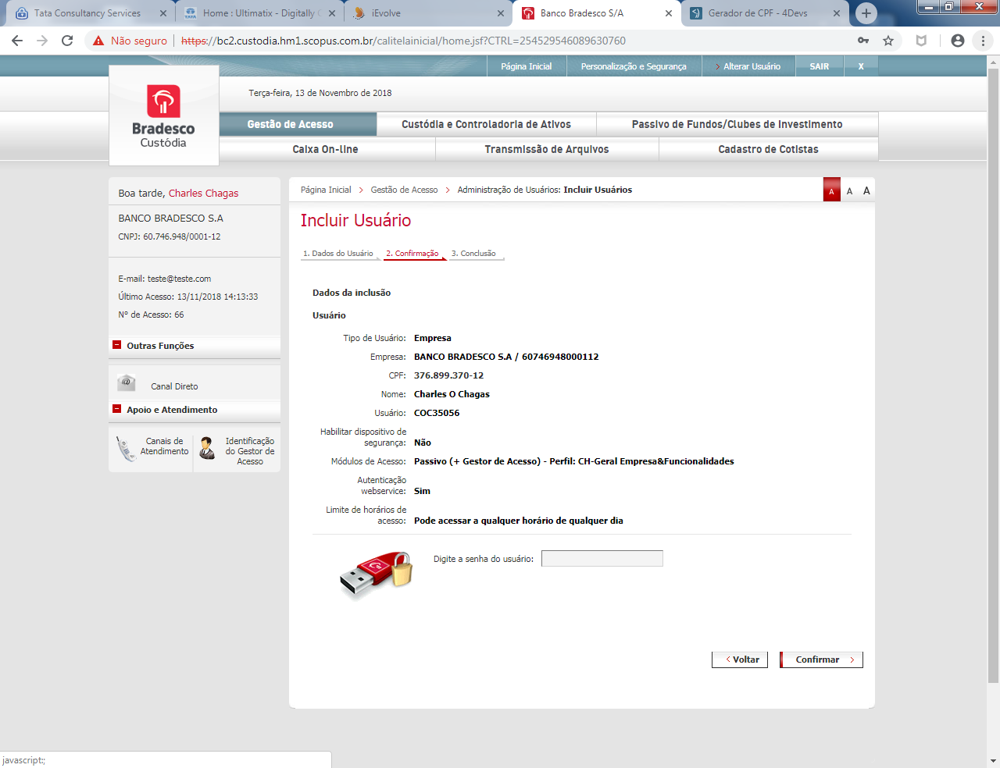 Tata Consultancy Services
Home : Ultimatix - Digitally
iEvolve
Banco Bradesco S/A
Gerador de CPF - 4Devs
Não seguro
https://bc2.custodia.hm1.scopus.com.br/calitelainicial/home.jsf?CTRL=254529546089630760
Página Inicial
Personalização e Segurança
Alterar Usuário
SAIR
X
Bradesco
Custódia
Terça-feira, 13 de Novembro de 2018
Gestão de Acesso
Custódia e Controladoria de Ativos
Passivo de Fundos/Clubes de Investimento
Caixa On-line
Transmissão de Arquivos
Cadastro de Cotistas
Boa tarde, Charles Chagas
BANCO BRADESCO S.A
CNPJ: 60.746.948/0001-12
E-mail: teste@teste.com
Último Acesso: 13/11/2018 14:13:33
N° de Acesso: 66
Outras Funções
Canal Direto
Apoio e Atendimento
Canais de
Atendimento
Identificação
do Gestor de
Acesso
Página Inicial > Gestão de Acesso > Administração de Usuários: Incluir Usuários
A A A
Incluir Usuário
1. Dados do Usuário
2. Confirmação
3. Conclusão
Dados da inclusão
Usuário
Tipo de Usuário: Empresa
Empresa: BANCO BRADESCO S.A / 60746948000112
CPF: 376.899.370-12
Nome: Charles O Chagas
Usuário: COC35056
Habilitar dispositivo de
segurança: Não
Módulos de Acesso: Passivo (+ Gestor de Acesso) - Perfil: CH-Geral Empresa&Funcionalidades
Autenticação
webservice: Sim
Limite de horários de
acesso: Pode acessar a qualquer horário de qualquer dia
Digite a senha do usuário:
Voltar
Confirmar
javascript:;